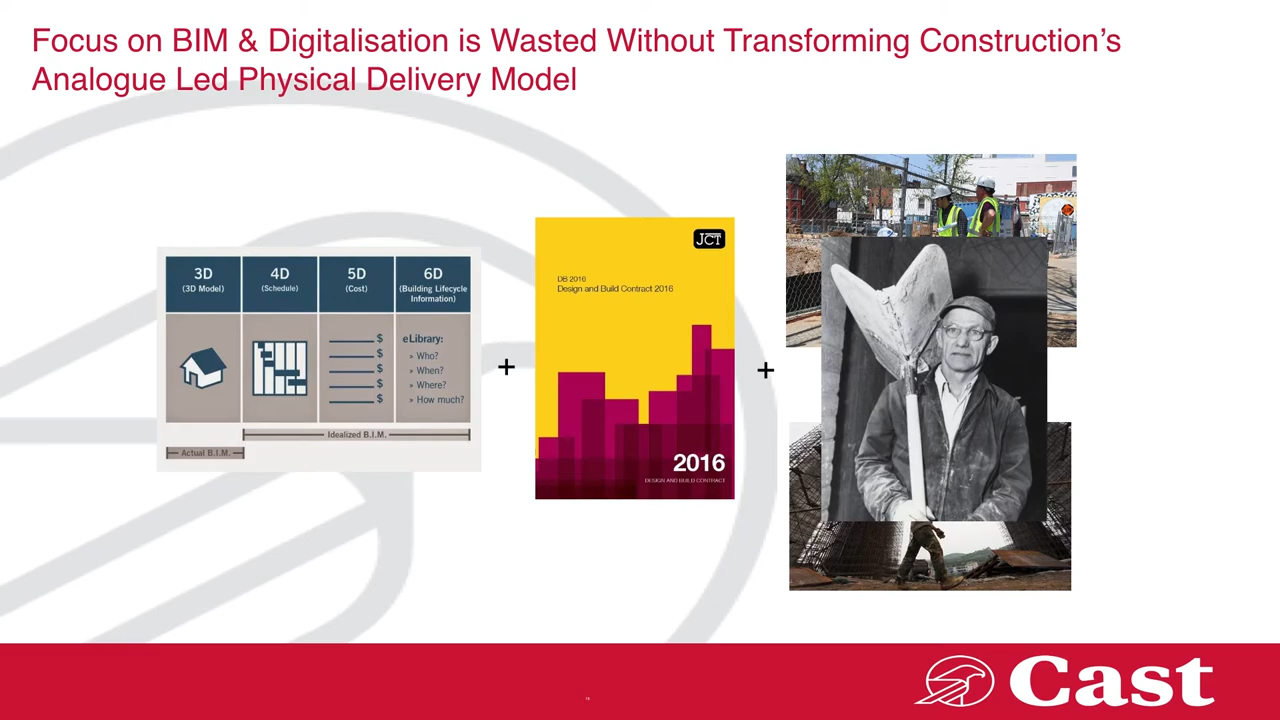 Focus on BIM & Digitalisation is Wasted Without Transforming Construction's
Analogue Led Physical Delivery Model
3D
(3D Model)
4D
(Schedule)
5D
(Cost)
6D
(Building Lifecycle
Information)
$
$
$
$
$
eLibrary:
» Who?
» When?
» Where?
» How much?
Idealized B.I.M.
Actual B.I.M.
+
JCT
DB 2016
Design and Build Contract 2016
2016
DESIGN AND BUILD CONTRACT
+
Cast